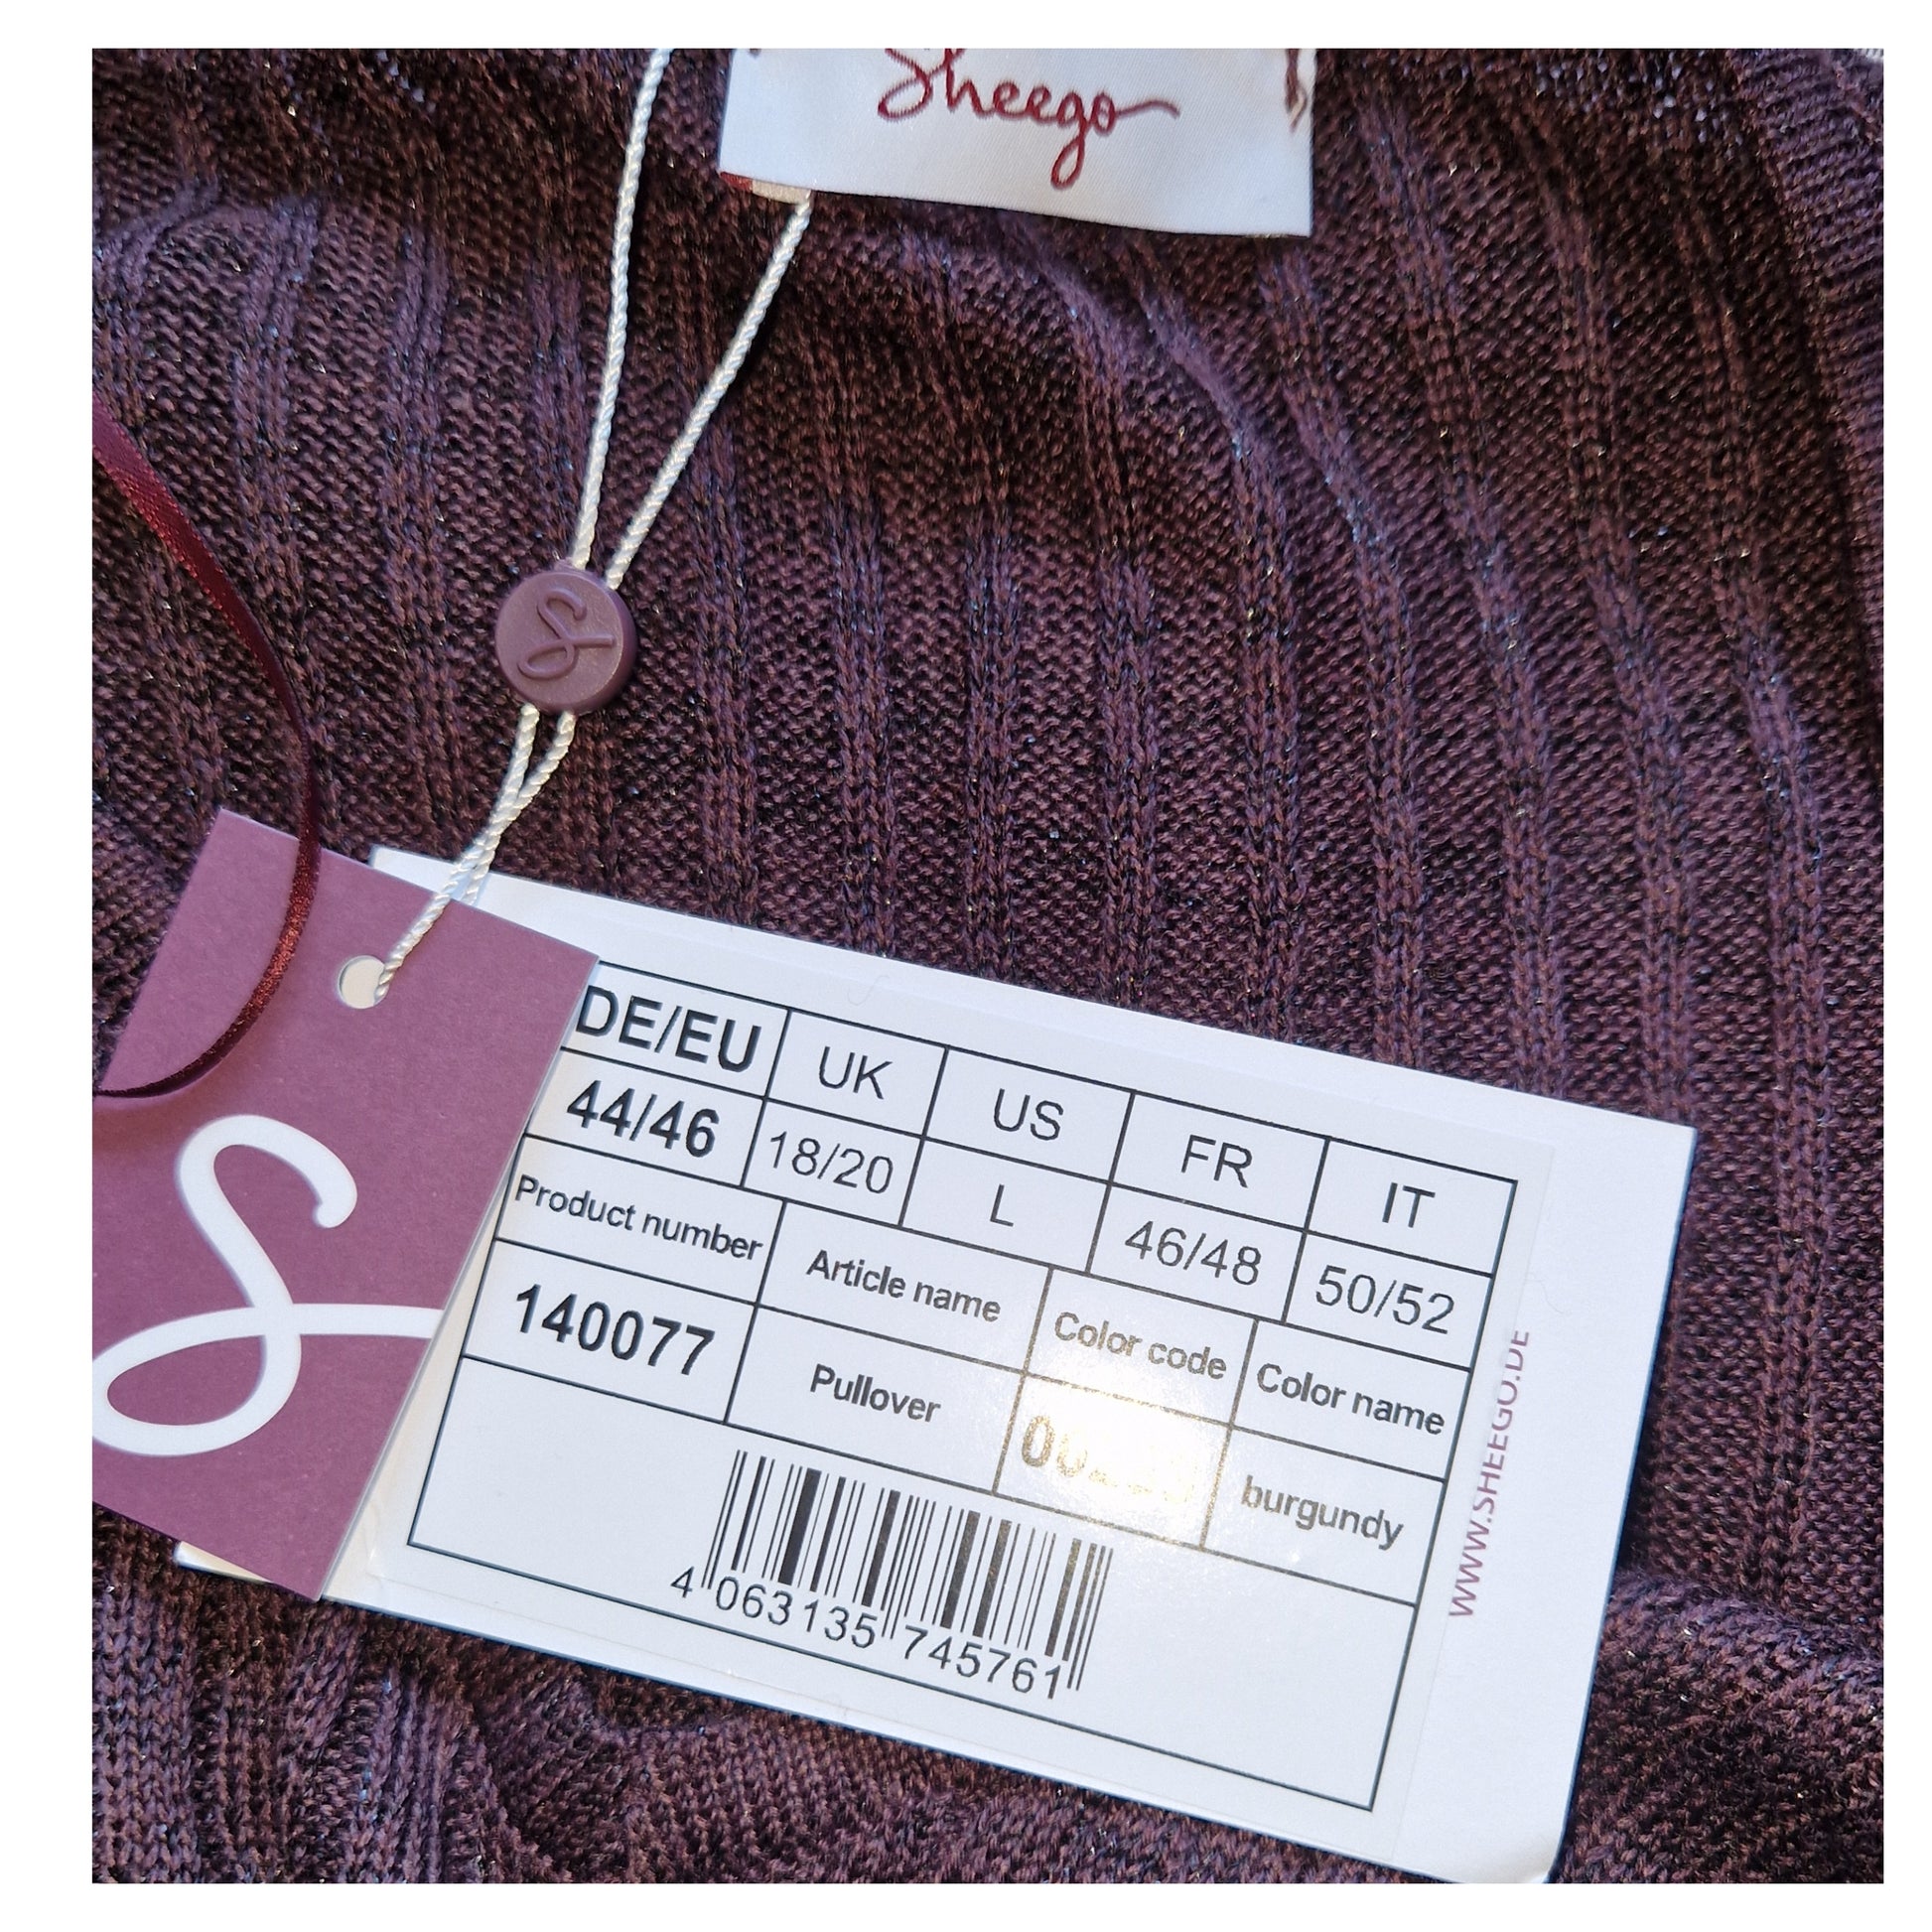 Sheego
S
S
DE/EU UK US FR IT
44/46 18/20 L 46/48 50/52
Product number Article name Color code Color name
140077 Pullover burgundy
4 063135 745761
WWW.SHEEGO.DE